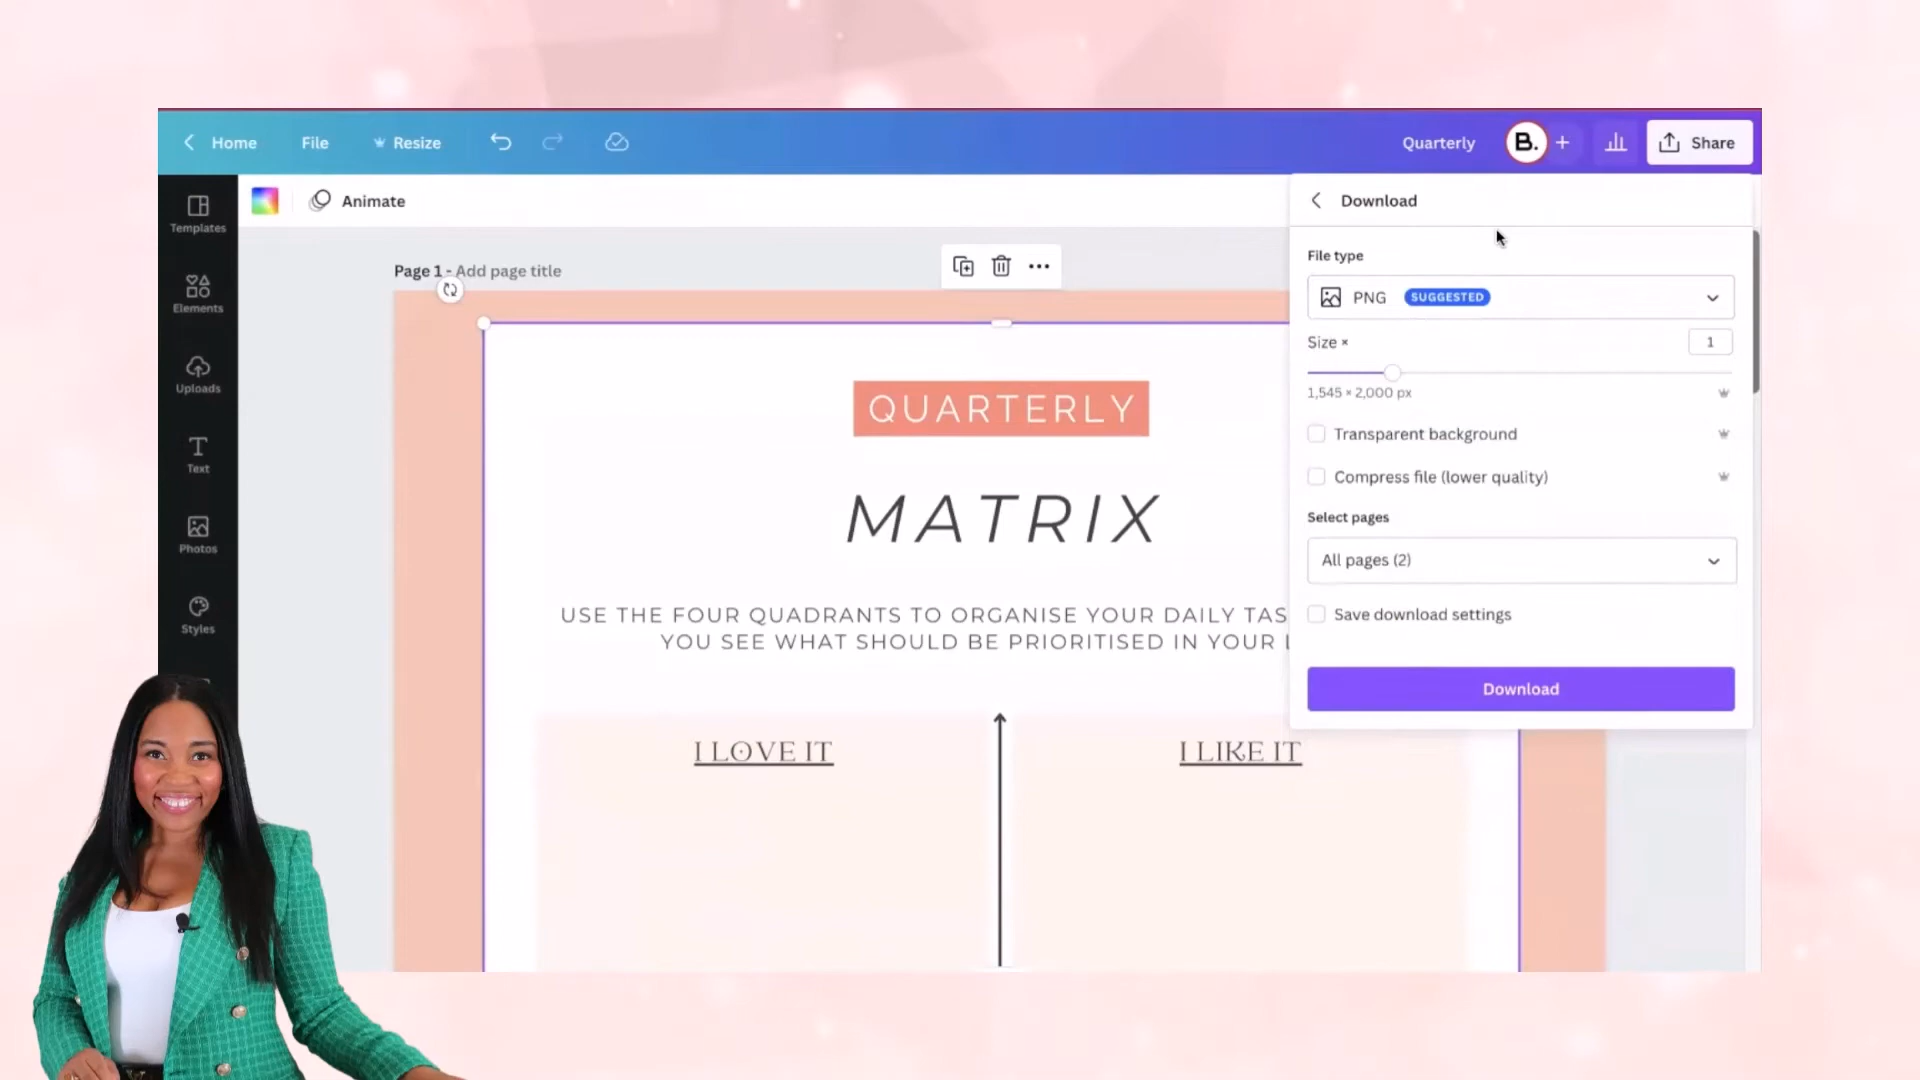 Home File Resize Quarterly B. Share
Animate
Templates
Elements
Uploads
Text
Photos
Styles
Page 1 - Add page title
QUARTERLY
MATRIX
USE THE FOUR QUADRANTS TO ORGANISE YOUR DAILY TAS
YOU SEE WHAT SHOULD BE PRIORITISED IN YOUR
I LOVE IT
I LIKE IT
Download
File type
PNG SUGGESTED
Size × 1
1,545 × 2,000 px
Transparent background
Compress file (lower quality)
Select pages
All pages (2)
Save download settings
Download